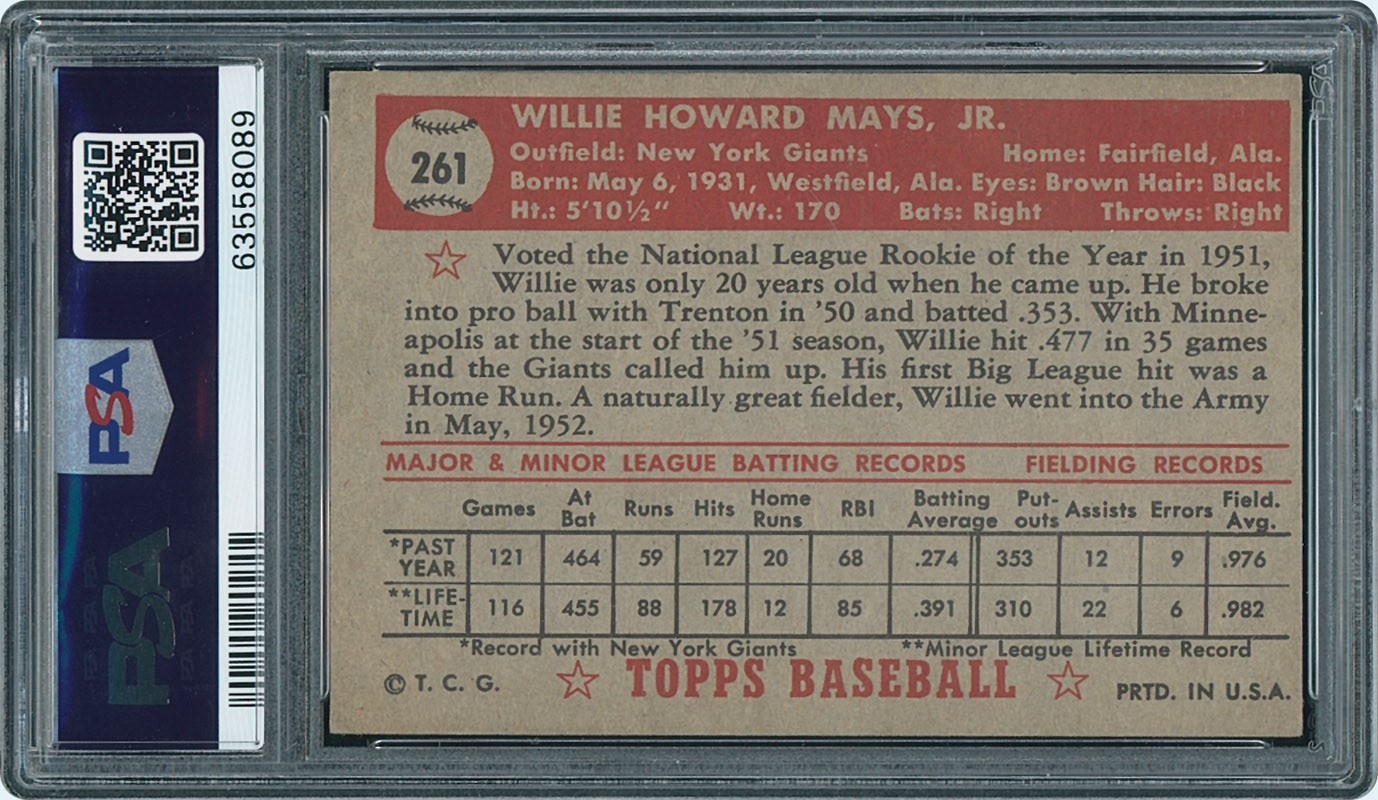 63558089
PSA
PSA
261
WILLIE HOWARD MAYS, JR.
Outfield: New York Giants Home: Fairfield, Ala.
Born: May 6, 1931, Westfield, Ala. Eyes: Brown Hair: Black
Ht.: 5'10½" Wt.: 170 Bats: Right Throws: Right
Voted the National League Rookie of the Year in 1951,
Willie was only 20 years old when he came up. He broke
into pro ball with Trenton in '50 and batted .353. With Minne-
apolis at the start of the '51 season, Willie hit .477 in 35 games
and the Giants called him up. His first Big League hit was a
Home Run. A naturally great fielder, Willie went into the Army
in May, 1952.
MAJOR & MINOR LEAGUE BATTING RECORDS FIELDING RECORDS
Games At Bat Runs Hits Home Runs RBI Batting Average Put-outs Assists Errors Field. Avg.
*PAST YEAR 121 464 59 127 20 68 .274 353 12 9 .976
**LIFE-TIME 116 455 88 178 12 85 .391 310 22 6 .982
*Record with New York Giants **Minor League Lifetime Record
© T. C. G. TOPPS BASEBALL PRTD. IN U.S.A.
PSA